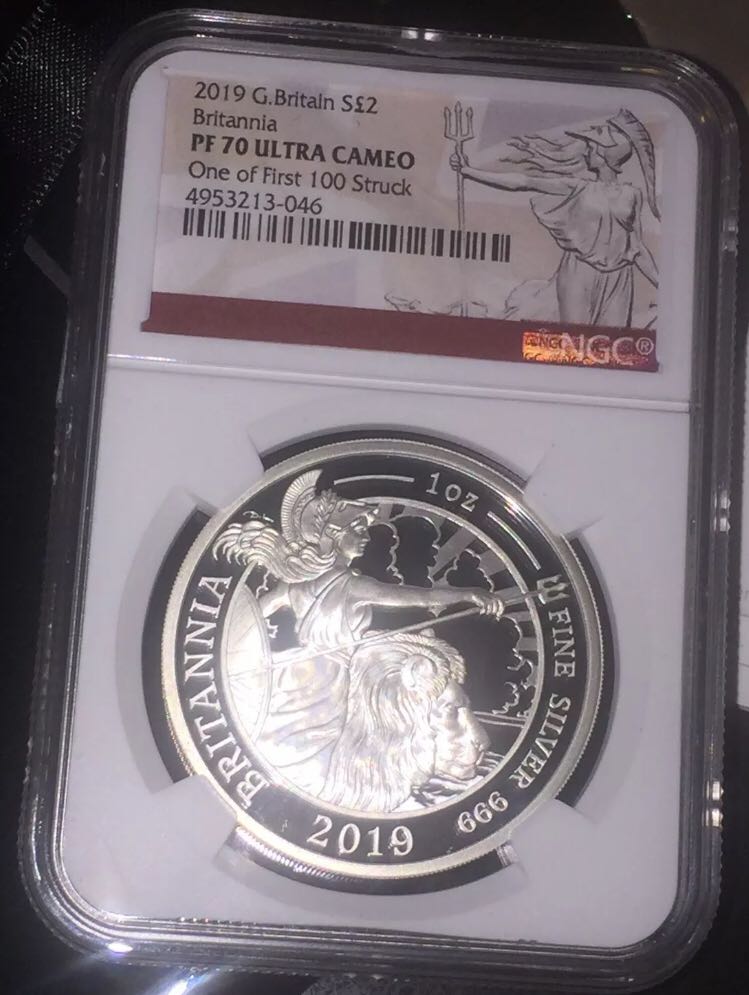 2019 G.Britain S£2
Britannia
PF 70 ULTRA CAMEO
One of First 100 Struck
4953213-046
NGC®
1oz
BRITANNIA
2019
999
FINE SILVER